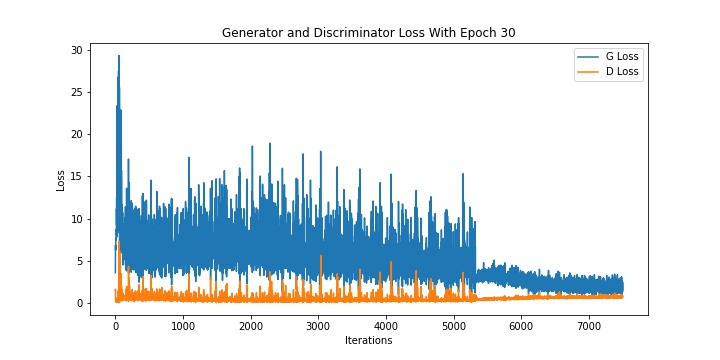 Generator and Discriminator Loss With Epoch 30
G Loss
D Loss
Loss
30
25
20
15
10
5
0
0 1000 2000 3000 4000 5000 6000 7000
Iterations